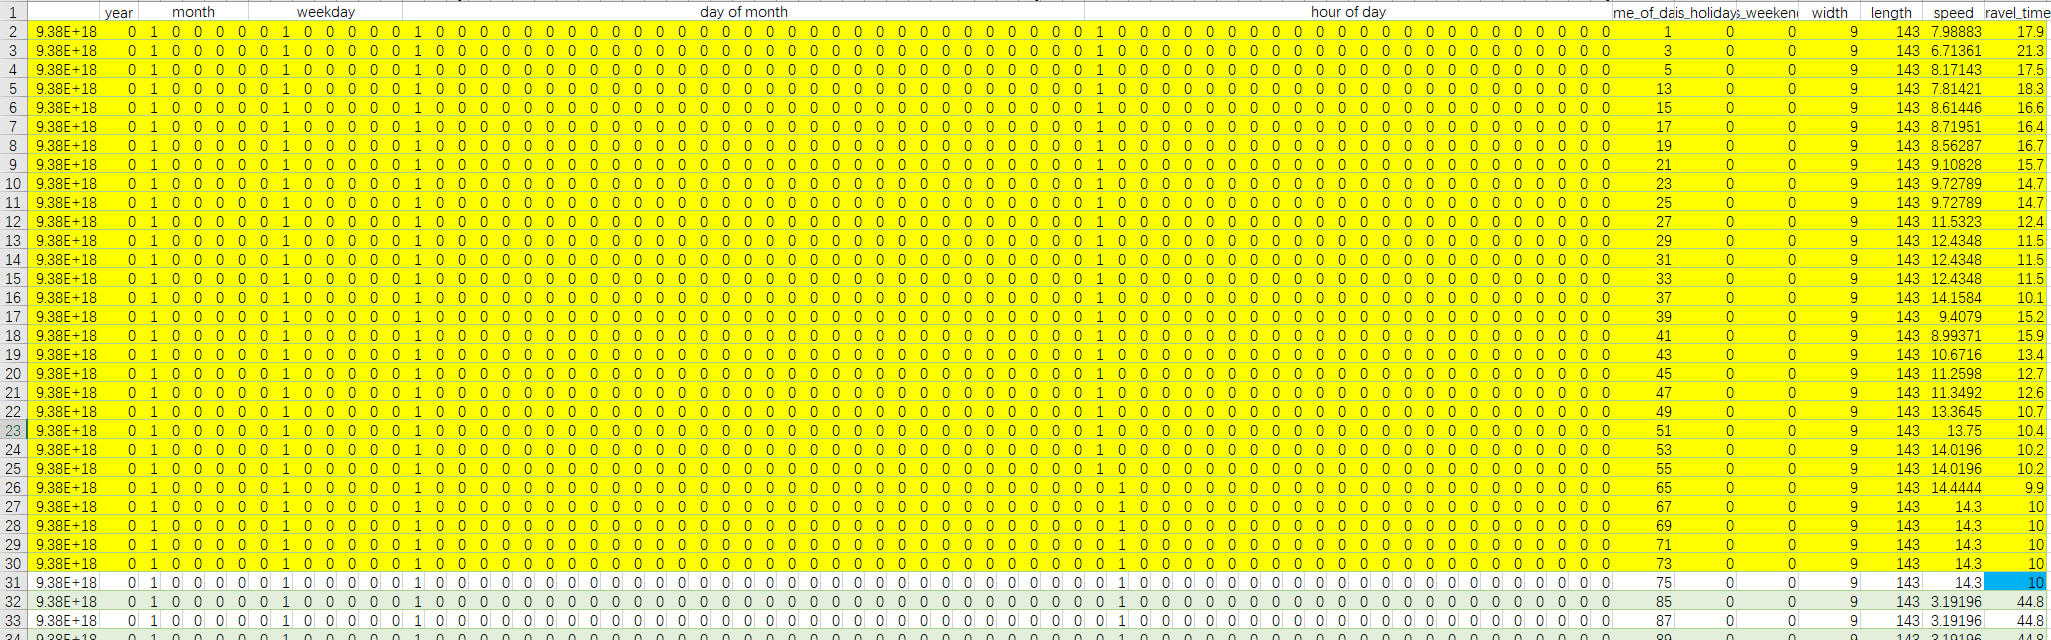 1 year month weekday day of month hour of day me_of_da is_holiday s_weekend width length speed ravel_time
2 9.38E+18 0 1 0 0 0 0 0 1 0 0 0 0 0 1 0 0 0 0 0 0 0 0 0 0 0 0 0 0 0 0 0 0 0 0 0 0 0 0 0 0 0 0 0 0 1 0 0 0 0 0 0 0 0 0 0 0 0 0 0 0 0 0 0 0 0 0 0 0 1 0 0 9 143 7.98883 17.9
3 9.38E+18 0 1 0 0 0 0 0 1 0 0 0 0 0 1 0 0 0 0 0 0 0 0 0 0 0 0 0 0 0 0 0 0 0 0 0 0 0 0 0 0 0 0 0 0 1 0 0 0 0 0 0 0 0 0 0 0 0 0 0 0 0 0 0 0 0 0 0 0 3 0 0 9 143 6.71361 21.3
4 9.38E+18 0 1 0 0 0 0 0 1 0 0 0 0 0 1 0 0 0 0 0 0 0 0 0 0 0 0 0 0 0 0 0 0 0 0 0 0 0 0 0 0 0 0 0 0 1 0 0 0 0 0 0 0 0 0 0 0 0 0 0 0 0 0 0 0 0 0 0 0 5 0 0 9 143 8.17143 17.5
5 9.38E+18 0 1 0 0 0 0 0 1 0 0 0 0 0 1 0 0 0 0 0 0 0 0 0 0 0 0 0 0 0 0 0 0 0 0 0 0 0 0 0 0 0 0 0 0 1 0 0 0 0 0 0 0 0 0 0 0 0 0 0 0 0 0 0 0 0 0 0 0 13 0 0 9 143 7.81421 18.3
6 9.38E+18 0 1 0 0 0 0 0 1 0 0 0 0 0 1 0 0 0 0 0 0 0 0 0 0 0 0 0 0 0 0 0 0 0 0 0 0 0 0 0 0 0 0 0 0 1 0 0 0 0 0 0 0 0 0 0 0 0 0 0 0 0 0 0 0 0 0 0 0 15 0 0 9 143 8.61446 16.6
7 9.38E+18 0 1 0 0 0 0 0 1 0 0 0 0 0 1 0 0 0 0 0 0 0 0 0 0 0 0 0 0 0 0 0 0 0 0 0 0 0 0 0 0 0 0 0 0 1 0 0 0 0 0 0 0 0 0 0 0 0 0 0 0 0 0 0 0 0 0 0 0 17 0 0 9 143 8.71951 16.4
8 9.38E+18 0 1 0 0 0 0 0 1 0 0 0 0 0 1 0 0 0 0 0 0 0 0 0 0 0 0 0 0 0 0 0 0 0 0 0 0 0 0 0 0 0 0 0 0 1 0 0 0 0 0 0 0 0 0 0 0 0 0 0 0 0 0 0 0 0 0 0 0 19 0 0 9 143 8.56287 16.7
9 9.38E+18 0 1 0 0 0 0 0 1 0 0 0 0 0 1 0 0 0 0 0 0 0 0 0 0 0 0 0 0 0 0 0 0 0 0 0 0 0 0 0 0 0 0 0 0 1 0 0 0 0 0 0 0 0 0 0 0 0 0 0 0 0 0 0 0 0 0 0 0 21 0 0 9 143 9.10828 15.7
10 9.38E+18 0 1 0 0 0 0 0 1 0 0 0 0 0 1 0 0 0 0 0 0 0 0 0 0 0 0 0 0 0 0 0 0 0 0 0 0 0 0 0 0 0 0 0 0 1 0 0 0 0 0 0 0 0 0 0 0 0 0 0 0 0 0 0 0 0 0 0 0 23 0 0 9 143 9.72789 14.7
11 9.38E+18 0 1 0 0 0 0 0 1 0 0 0 0 0 1 0 0 0 0 0 0 0 0 0 0 0 0 0 0 0 0 0 0 0 0 0 0 0 0 0 0 0 0 0 0 1 0 0 0 0 0 0 0 0 0 0 0 0 0 0 0 0 0 0 0 0 0 0 0 25 0 0 9 143 9.72789 14.7
12 9.38E+18 0 1 0 0 0 0 0 1 0 0 0 0 0 1 0 0 0 0 0 0 0 0 0 0 0 0 0 0 0 0 0 0 0 0 0 0 0 0 0 0 0 0 0 0 1 0 0 0 0 0 0 0 0 0 0 0 0 0 0 0 0 0 0 0 0 0 0 0 27 0 0 9 143 11.5323 12.4
13 9.38E+18 0 1 0 0 0 0 0 1 0 0 0 0 0 1 0 0 0 0 0 0 0 0 0 0 0 0 0 0 0 0 0 0 0 0 0 0 0 0 0 0 0 0 0 0 1 0 0 0 0 0 0 0 0 0 0 0 0 0 0 0 0 0 0 0 0 0 0 0 29 0 0 9 143 12.4348 11.5
14 9.38E+18 0 1 0 0 0 0 0 1 0 0 0 0 0 1 0 0 0 0 0 0 0 0 0 0 0 0 0 0 0 0 0 0 0 0 0 0 0 0 0 0 0 0 0 0 1 0 0 0 0 0 0 0 0 0 0 0 0 0 0 0 0 0 0 0 0 0 0 0 31 0 0 9 143 12.4348 11.5
15 9.38E+18 0 1 0 0 0 0 0 1 0 0 0 0 0 1 0 0 0 0 0 0 0 0 0 0 0 0 0 0 0 0 0 0 0 0 0 0 0 0 0 0 0 0 0 0 1 0 0 0 0 0 0 0 0 0 0 0 0 0 0 0 0 0 0 0 0 0 0 0 33 0 0 9 143 12.4348 11.5
16 9.38E+18 0 1 0 0 0 0 0 1 0 0 0 0 0 1 0 0 0 0 0 0 0 0 0 0 0 0 0 0 0 0 0 0 0 0 0 0 0 0 0 0 0 0 0 0 1 0 0 0 0 0 0 0 0 0 0 0 0 0 0 0 0 0 0 0 0 0 0 0 37 0 0 9 143 14.1584 10.1
17 9.38E+18 0 1 0 0 0 0 0 1 0 0 0 0 0 1 0 0 0 0 0 0 0 0 0 0 0 0 0 0 0 0 0 0 0 0 0 0 0 0 0 0 0 0 0 0 1 0 0 0 0 0 0 0 0 0 0 0 0 0 0 0 0 0 0 0 0 0 0 0 39 0 0 9 143 9.4079 15.2
18 9.38E+18 0 1 0 0 0 0 0 1 0 0 0 0 0 1 0 0 0 0 0 0 0 0 0 0 0 0 0 0 0 0 0 0 0 0 0 0 0 0 0 0 0 0 0 0 1 0 0 0 0 0 0 0 0 0 0 0 0 0 0 0 0 0 0 0 0 0 0 0 41 0 0 9 143 8.99371 15.9
19 9.38E+18 0 1 0 0 0 0 0 1 0 0 0 0 0 1 0 0 0 0 0 0 0 0 0 0 0 0 0 0 0 0 0 0 0 0 0 0 0 0 0 0 0 0 0 0 1 0 0 0 0 0 0 0 0 0 0 0 0 0 0 0 0 0 0 0 0 0 0 0 43 0 0 9 143 10.6716 13.4
20 9.38E+18 0 1 0 0 0 0 0 1 0 0 0 0 0 1 0 0 0 0 0 0 0 0 0 0 0 0 0 0 0 0 0 0 0 0 0 0 0 0 0 0 0 0 0 0 1 0 0 0 0 0 0 0 0 0 0 0 0 0 0 0 0 0 0 0 0 0 0 0 45 0 0 9 143 11.2598 12.7
21 9.38E+18 0 1 0 0 0 0 0 1 0 0 0 0 0 1 0 0 0 0 0 0 0 0 0 0 0 0 0 0 0 0 0 0 0 0 0 0 0 0 0 0 0 0 0 0 1 0 0 0 0 0 0 0 0 0 0 0 0 0 0 0 0 0 0 0 0 0 0 0 47 0 0 9 143 11.3492 12.6
22 9.38E+18 0 1 0 0 0 0 0 1 0 0 0 0 0 1 0 0 0 0 0 0 0 0 0 0 0 0 0 0 0 0 0 0 0 0 0 0 0 0 0 0 0 0 0 0 1 0 0 0 0 0 0 0 0 0 0 0 0 0 0 0 0 0 0 0 0 0 0 0 49 0 0 9 143 13.3645 10.7
23 9.38E+18 0 1 0 0 0 0 0 1 0 0 0 0 0 1 0 0 0 0 0 0 0 0 0 0 0 0 0 0 0 0 0 0 0 0 0 0 0 0 0 0 0 0 0 0 1 0 0 0 0 0 0 0 0 0 0 0 0 0 0 0 0 0 0 0 0 0 0 0 51 0 0 9 143 13.75 10.4
24 9.38E+18 0 1 0 0 0 0 0 1 0 0 0 0 0 1 0 0 0 0 0 0 0 0 0 0 0 0 0 0 0 0 0 0 0 0 0 0 0 0 0 0 0 0 0 0 1 0 0 0 0 0 0 0 0 0 0 0 0 0 0 0 0 0 0 0 0 0 0 0 53 0 0 9 143 14.0196 10.2
25 9.38E+18 0 1 0 0 0 0 0 1 0 0 0 0 0 1 0 0 0 0 0 0 0 0 0 0 0 0 0 0 0 0 0 0 0 0 0 0 0 0 0 0 0 0 0 0 1 0 0 0 0 0 0 0 0 0 0 0 0 0 0 0 0 0 0 0 0 0 0 0 55 0 0 9 143 14.0196 10.2
26 9.38E+18 0 1 0 0 0 0 0 1 0 0 0 0 0 1 0 0 0 0 0 0 0 0 0 0 0 0 0 0 0 0 0 0 0 0 0 0 0 0 0 0 0 0 0 0 0 1 0 0 0 0 0 0 0 0 0 0 0 0 0 0 0 0 0 0 0 0 0 0 65 0 0 9 143 14.4444 9.9
27 9.38E+18 0 1 0 0 0 0 0 1 0 0 0 0 0 1 0 0 0 0 0 0 0 0 0 0 0 0 0 0 0 0 0 0 0 0 0 0 0 0 0 0 0 0 0 0 0 1 0 0 0 0 0 0 0 0 0 0 0 0 0 0 0 0 0 0 0 0 0 0 67 0 0 9 143 14.3 10
28 9.38E+18 0 1 0 0 0 0 0 1 0 0 0 0 0 1 0 0 0 0 0 0 0 0 0 0 0 0 0 0 0 0 0 0 0 0 0 0 0 0 0 0 0 0 0 0 0 1 0 0 0 0 0 0 0 0 0 0 0 0 0 0 0 0 0 0 0 0 0 0 69 0 0 9 143 14.3 10
29 9.38E+18 0 1 0 0 0 0 0 1 0 0 0 0 0 1 0 0 0 0 0 0 0 0 0 0 0 0 0 0 0 0 0 0 0 0 0 0 0 0 0 0 0 0 0 0 0 1 0 0 0 0 0 0 0 0 0 0 0 0 0 0 0 0 0 0 0 0 0 0 71 0 0 9 143 14.3 10
30 9.38E+18 0 1 0 0 0 0 0 1 0 0 0 0 0 1 0 0 0 0 0 0 0 0 0 0 0 0 0 0 0 0 0 0 0 0 0 0 0 0 0 0 0 0 0 0 0 1 0 0 0 0 0 0 0 0 0 0 0 0 0 0 0 0 0 0 0 0 0 0 73 0 0 9 143 14.3 10
31 9.38E+18 0 1 0 0 0 0 0 1 0 0 0 0 0 1 0 0 0 0 0 0 0 0 0 0 0 0 0 0 0 0 0 0 0 0 0 0 0 0 0 0 0 0 0 0 0 1 0 0 0 0 0 0 0 0 0 0 0 0 0 0 0 0 0 0 0 0 0 0 75 0 0 9 143 14.3 10
32 9.38E+18 0 1 0 0 0 0 0 1 0 0 0 0 0 1 0 0 0 0 0 0 0 0 0 0 0 0 0 0 0 0 0 0 0 0 0 0 0 0 0 0 0 0 0 0 0 1 0 0 0 0 0 0 0 0 0 0 0 0 0 0 0 0 0 0 0 0 0 0 85 0 0 9 143 3.19196 44.8
33 9.38E+18 0 1 0 0 0 0 0 1 0 0 0 0 0 1 0 0 0 0 0 0 0 0 0 0 0 0 0 0 0 0 0 0 0 0 0 0 0 0 0 0 0 0 0 0 0 1 0 0 0 0 0 0 0 0 0 0 0 0 0 0 0 0 0 0 0 0 0 0 87 0 0 9 143 3.19196 44.8